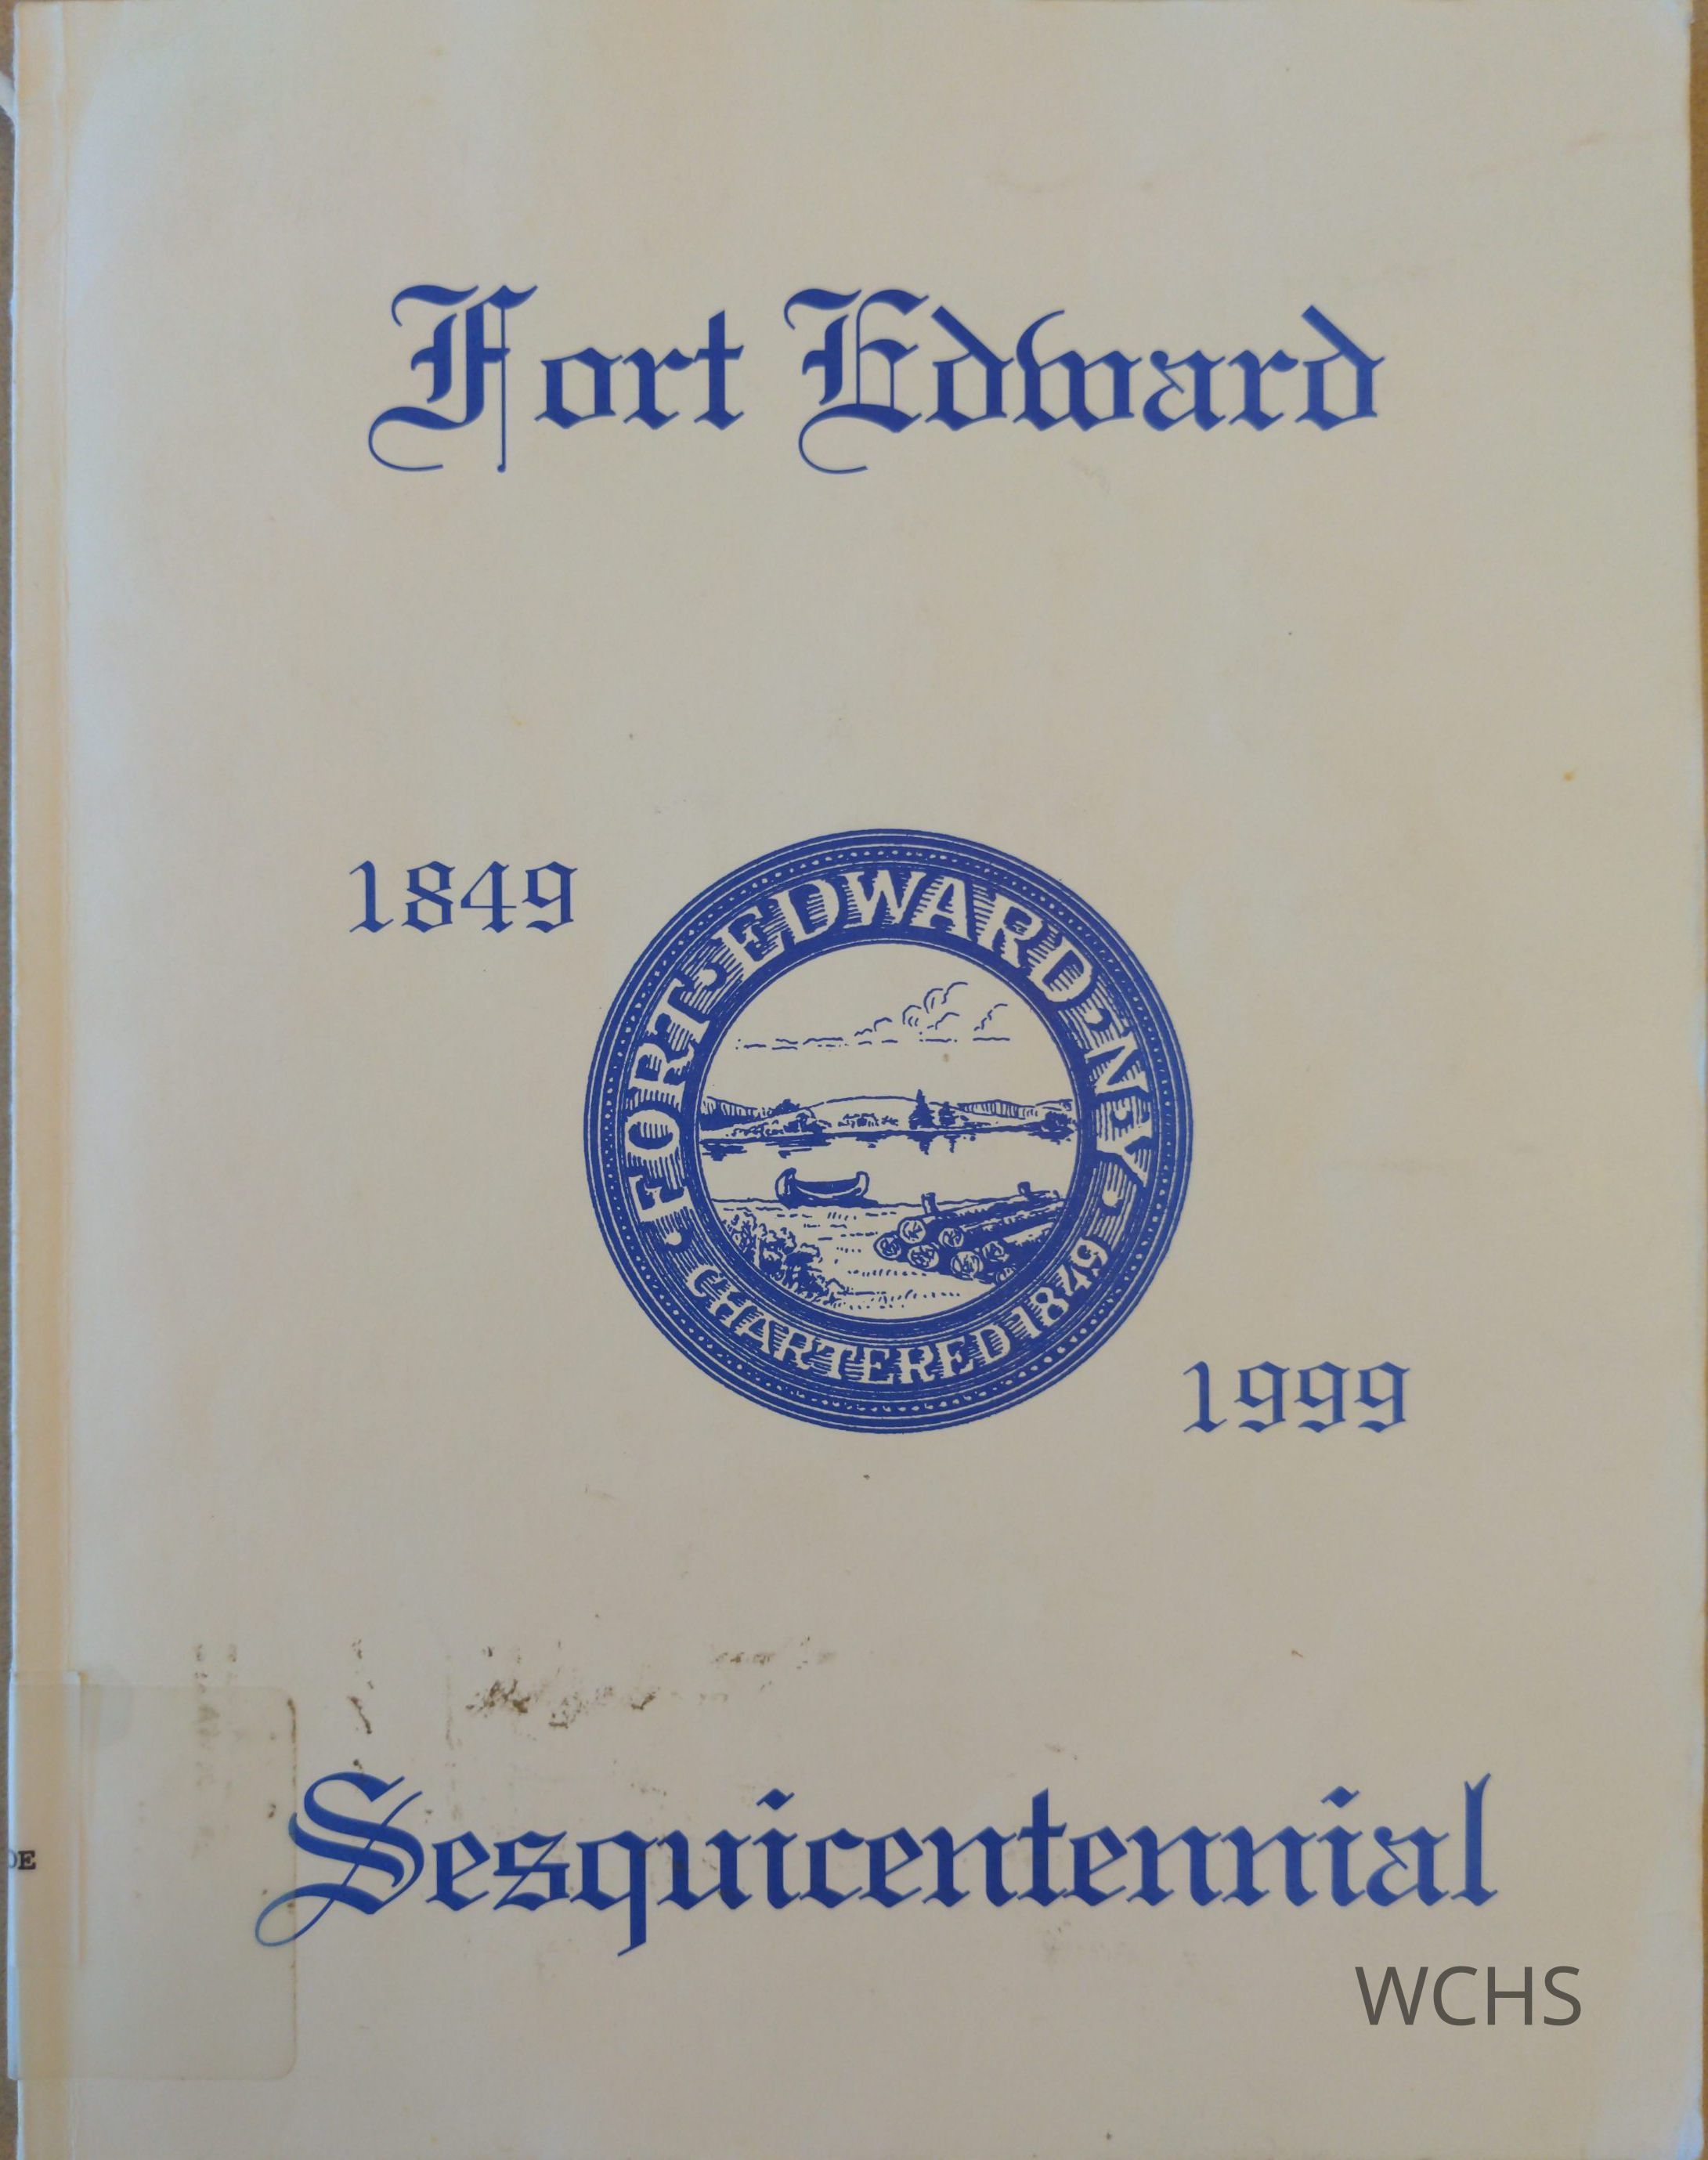 Fort Edward
1849
FORT · EDWARD · N.Y.
CHARTERED 1849
1999
Sesquicentennial
WCHS